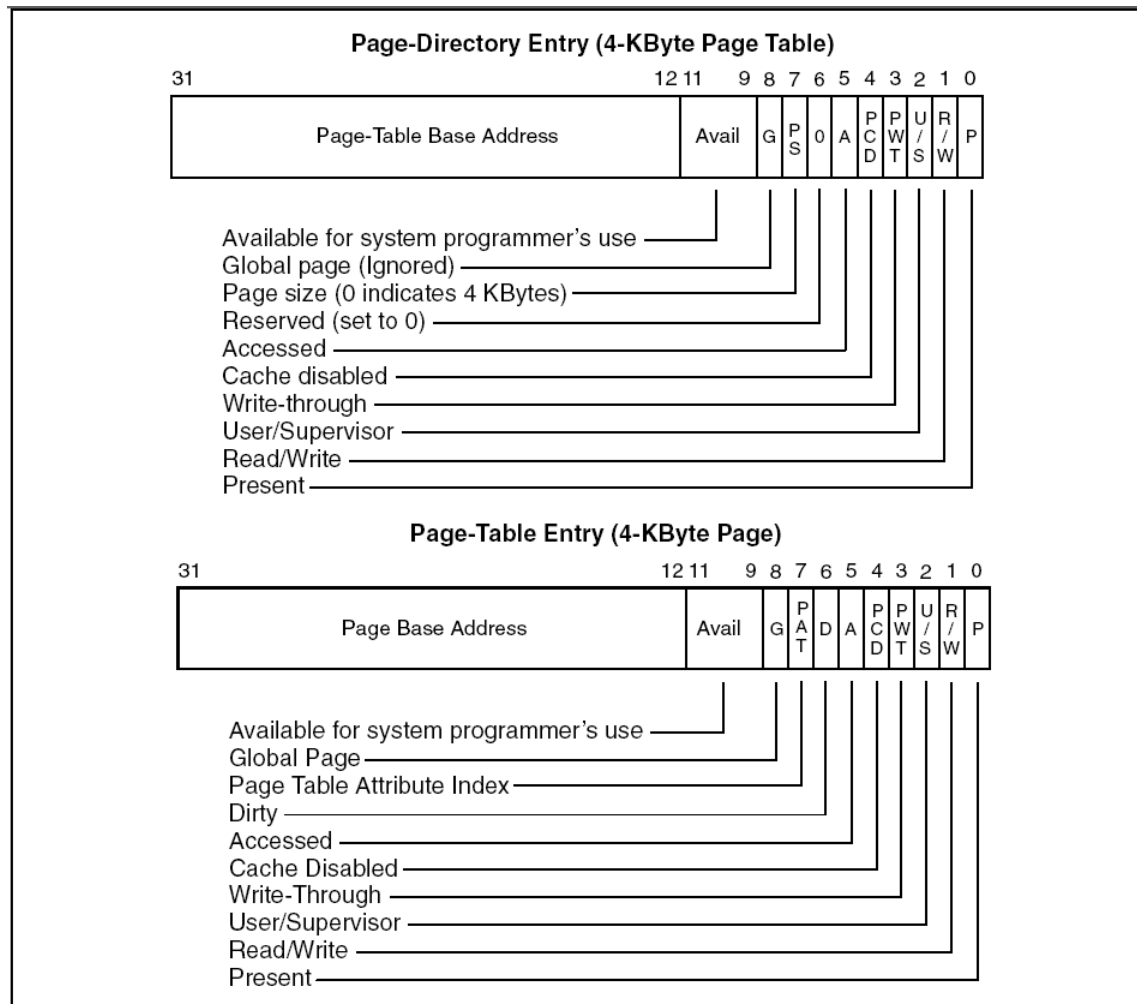 Page-Directory Entry (4-KByte Page Table)
31 12 11 9 8 7 6 5 4 3 2 1 0
Page-Table Base Address Avail G PS 0 A PCD PWT U/S R/W P
Available for system programmer's use
Global page (Ignored)
Page size (0 indicates 4 KBytes)
Reserved (set to 0)
Accessed
Cache disabled
Write-through
User/Supervisor
Read/Write
Present
Page-Table Entry (4-KByte Page)
31 12 11 9 8 7 6 5 4 3 2 1 0
Page Base Address Avail G PAT D A PCD PWT U/S R/W P
Available for system programmer's use
Global Page
Page Table Attribute Index
Dirty
Accessed
Cache Disabled
Write-Through
User/Supervisor
Read/Write
Present